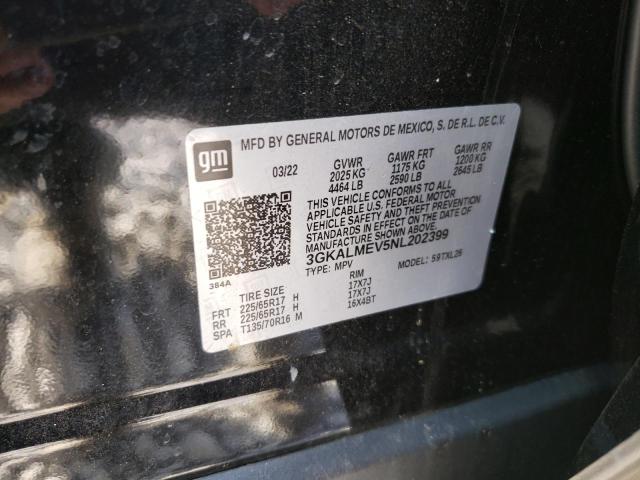 gm
MFD BY GENERAL MOTORS DE MEXICO, S. DE R.L. DE C.V.
03/22 GVWR GAWR FRT GAWR RR
2025 KG 1175 KG 1200 KG
4464 LB 2590 LB 2645 LB
THIS VEHICLE CONFORMS TO ALL
APPLICABLE U.S. FEDERAL MOTOR
VEHICLE SAFETY AND THEFT PREVENTION
STANDARDS IN EFFECT ON THE DATE OF
MANUFACTURE SHOWN ABOVE.
3GKALMEV5NL202399
TYPE: MPV MODEL: 59TXL26
384A
TIRE SIZE RIM
FRT 225/65R17 H 17X7J
RR 225/65R17 H 17X7J
SPA T135/70R16 M 16X4BT